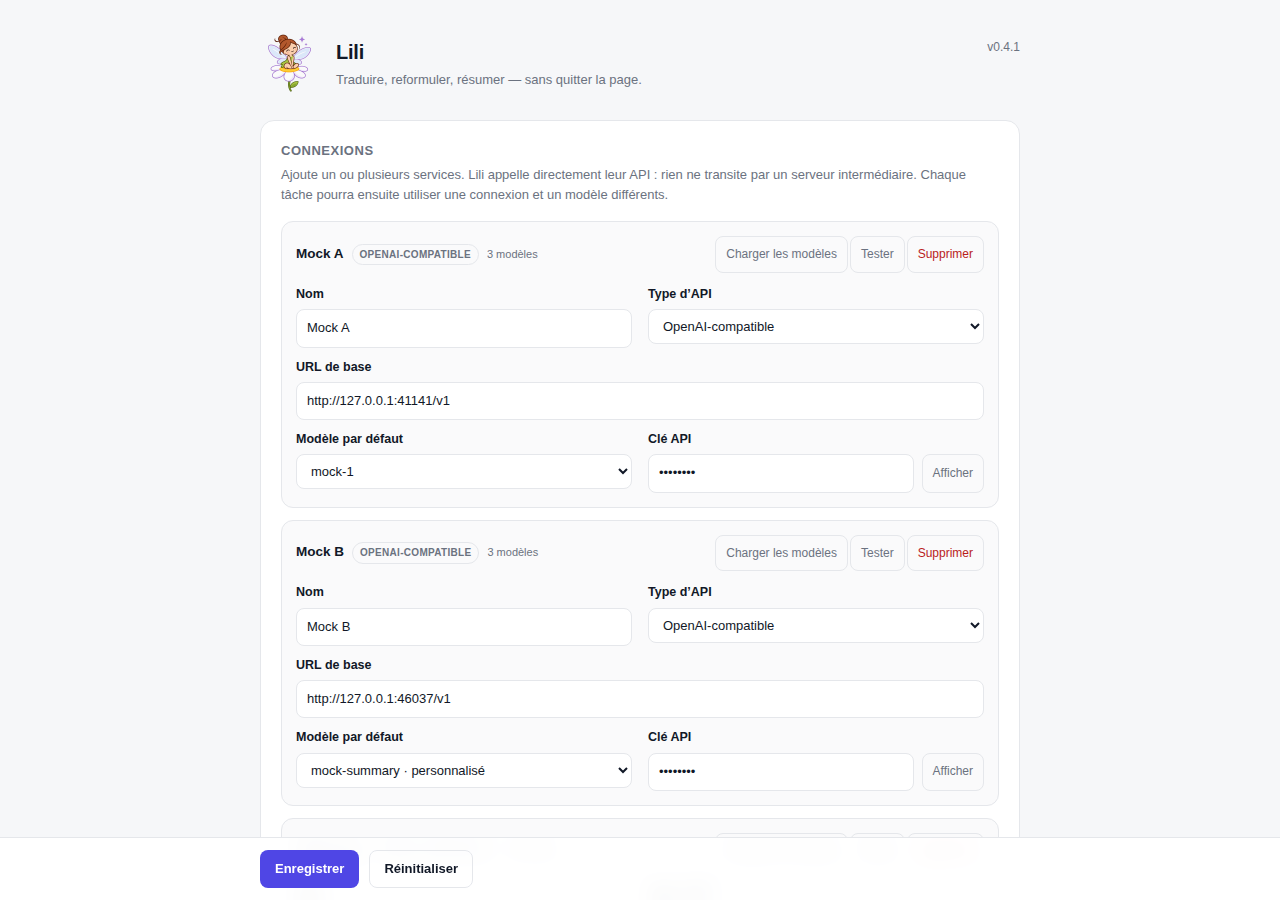 Lili
v0.4.1
Traduire, reformuler, résumer — sans quitter la page.
CONNEXIONS
Ajoute un ou plusieurs services. Lili appelle directement leur API : rien ne transite par un serveur intermédiaire. Chaque
tâche pourra ensuite utiliser une connexion et un modèle différents.
Mock A OPENAI-COMPATIBLE 3 modèles Charger les modèles Tester Supprimer
Nom Type d’API
Mock A OpenAI-compatible
URL de base
http://127.0.0.1:41141/v1
Modèle par défaut Clé API
mock-1 •••••••• Afficher
Mock B OPENAI-COMPATIBLE 3 modèles Charger les modèles Tester Supprimer
Nom Type d’API
Mock B OpenAI-compatible
URL de base
http://127.0.0.1:46037/v1
Modèle par défaut Clé API
mock-summary · personnalisé •••••••• Afficher
Enregistrer Réinitialiser